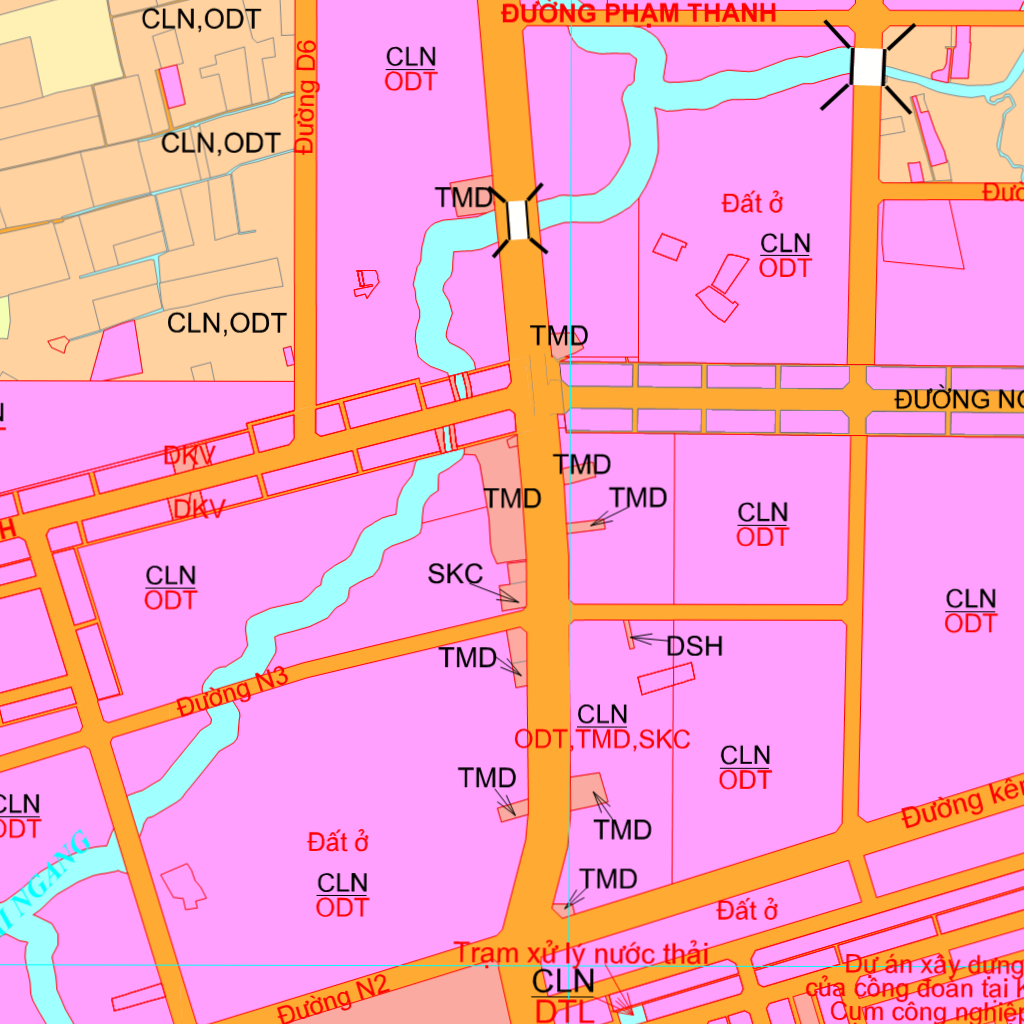 ĐƯỜNG PHẠM THANH
CLN,ODT
Đường D6
CLN
ODT
CLN,ODT
TMD
Đất ở
CLN
ODT
CLN,ODT
TMD
DKV
DKV
TMD
TMD
TMD
CLN
ODT
CLN
ODT
SKC
CLN
ODT
TMD
DSH
Đường N3
CLN
ODT,TMD,SKC
CLN
ODT
TMD
TMD
CLN
ODT
Đường
Đất ở
CLN
ODT
TMD
Đất ở
Trạm xử lý nước thải
CLN
DTL
Đường N2
Dự án xây dựng
của công đoàn tại
Cụm công nghiệp
ĐƯỜNG
NGANG